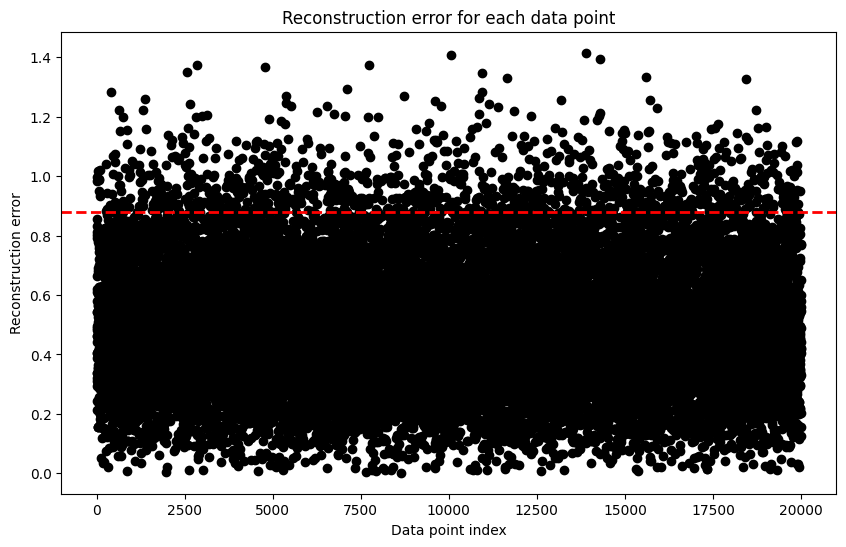 Reconstruction error for each data point
Reconstruction error
1.4
1.2
1.0
0.8
0.6
0.4
0.2
0.0
0 2500 5000 7500 10000 12500 15000 17500 20000
Data point index